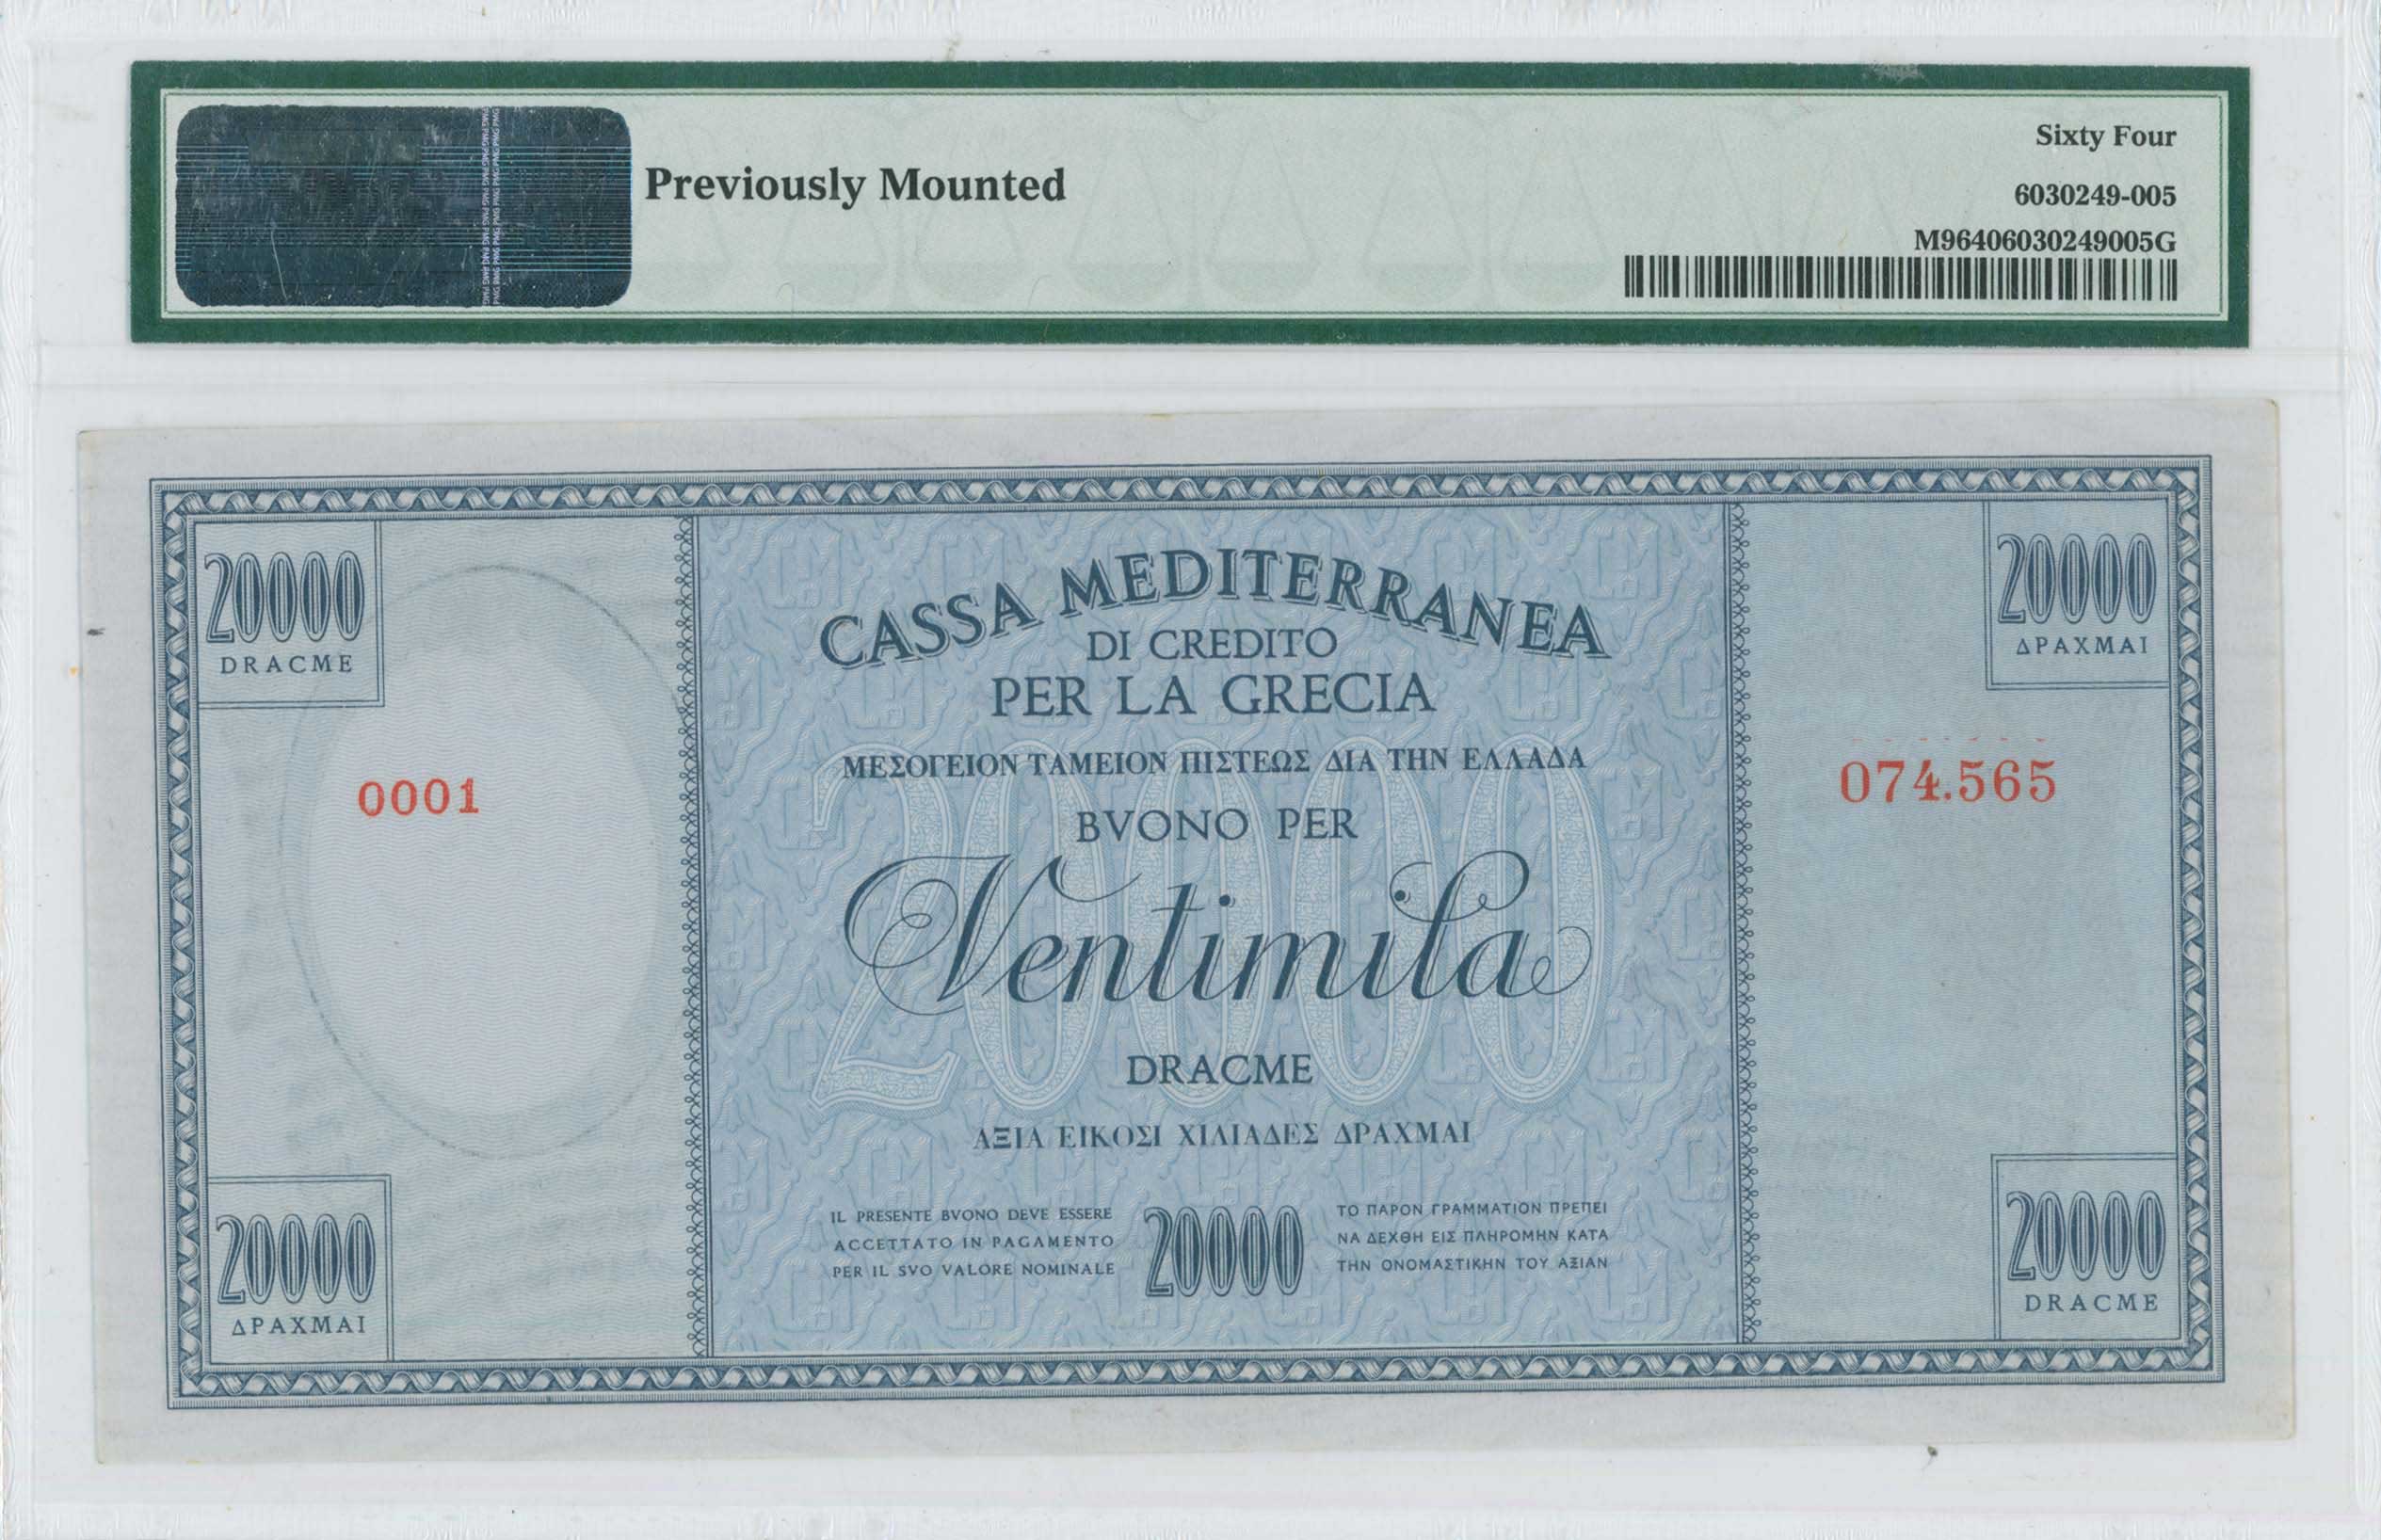 Previously Mounted
Sixty Four
6030249-005
M96406030249005G
20000
DRACME
20000
ΔΡΑΧΜΑΙ
CASSA MEDITERRANEA
DI CREDITO
PER LA GRECIA
ΜΕΣΟΓΕΙΟΝ ΤΑΜΕΙΟΝ ΠΙΣΤΕΩΣ ΔΙΑ ΤΗΝ ΕΛΛΑΔΑ
0001
074.565
BVONO PER
20000
Ventimila
DRACME
ΑΞΙΑ ΕΙΚΟΣΙ ΧΙΛΙΑΔΕΣ ΔΡΑΧΜΑΙ
IL PRESENTE BVONO DEVE ESSERE
ACCETTATO IN PAGAMENTO
PER IL SVO VALORE NOMINALE
20000
ΤΟ ΠΑΡΟΝ ΓΡΑΜΜΑΤΙΟΝ ΠΡΕΠΕΙ
ΝΑ ΔΕΧΘΗ ΕΙΣ ΠΛΗΡΟΜΗΝ ΚΑΤΑ
ΤΗΝ ΟΝΟΜΑΣΤΙΚΗΝ ΤΟΥ ΑΞΙΑΝ
20000
ΔΡΑΧΜΑΙ
20000
DRACME